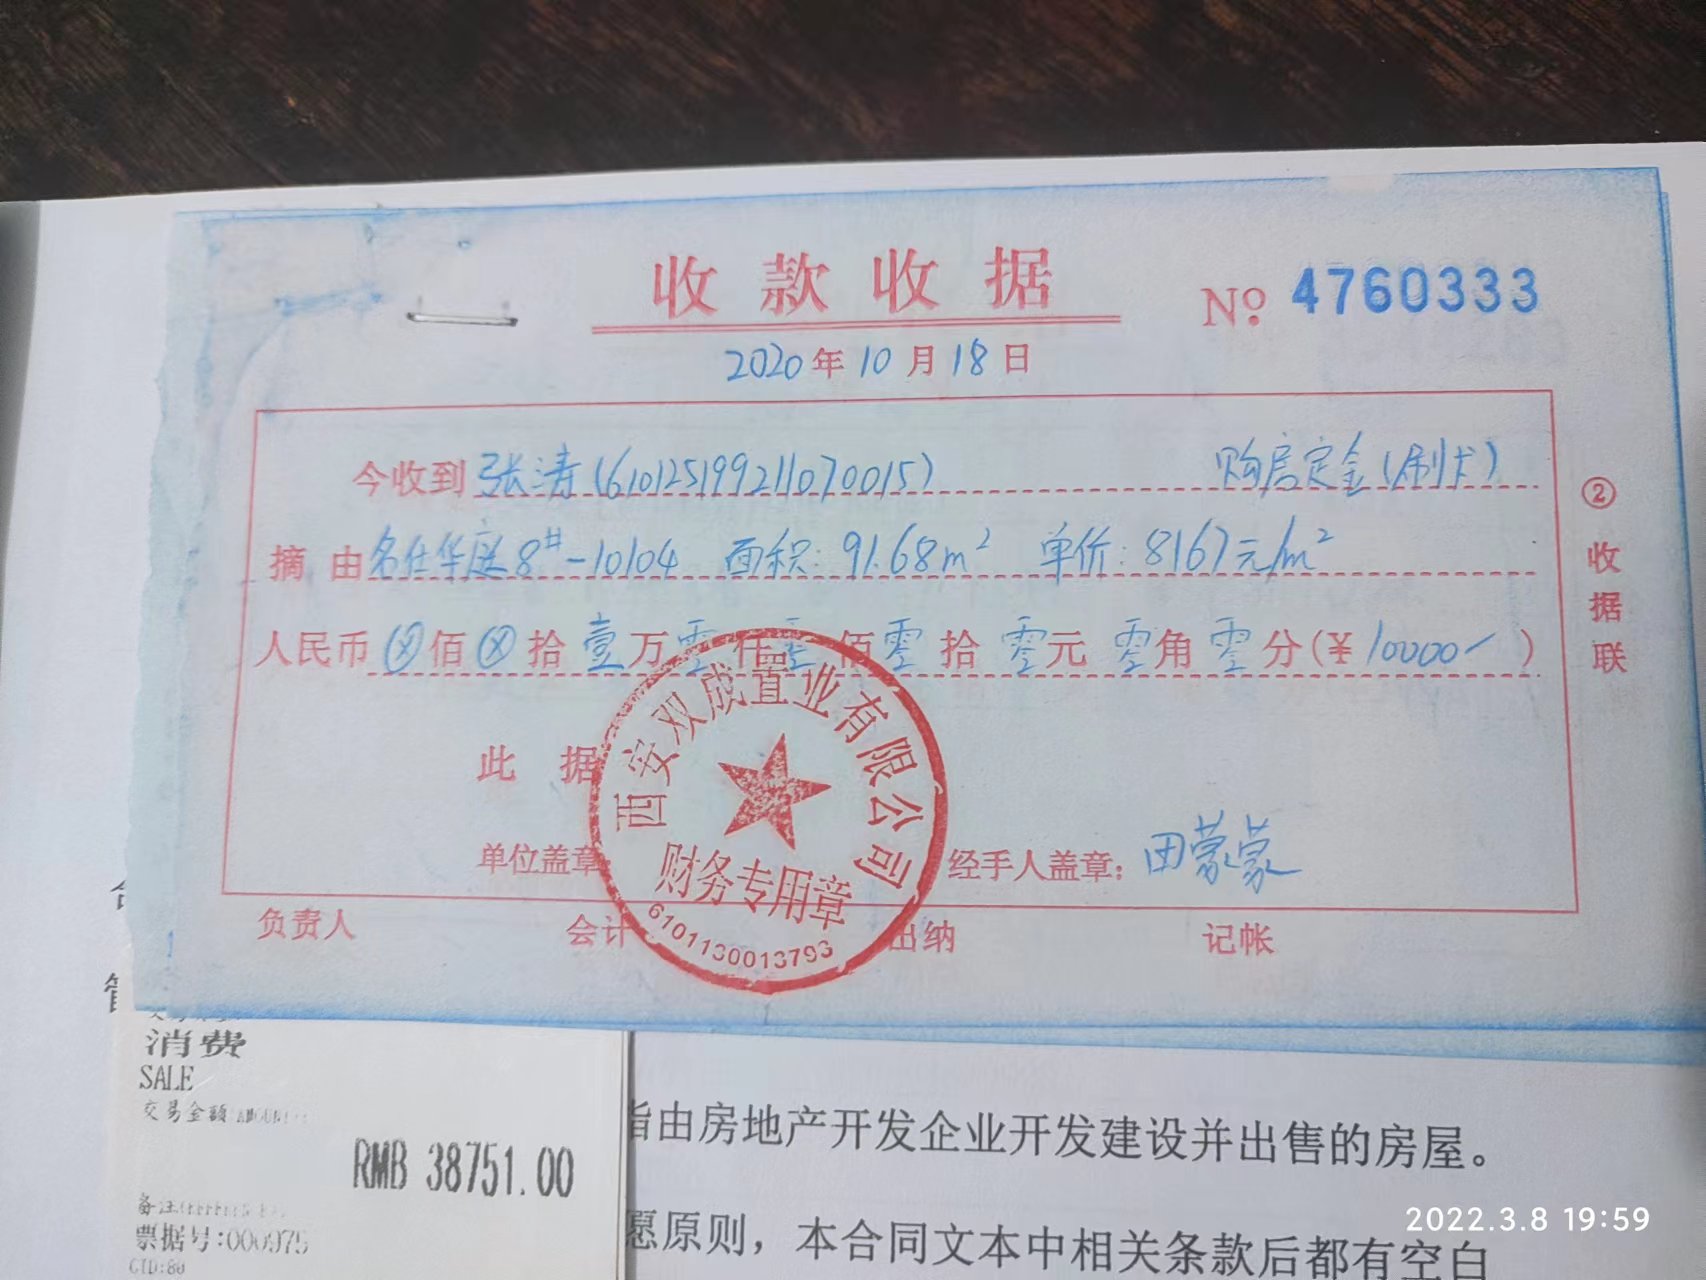 收款收据
№ 4760333
2020年10月18日
今收到张涛(610125199211070015) 购房定金(刷卡)
摘由名仕华庭8#-10104 面积:91.68m² 单价:8167元/m²
人民币ⓧ佰ⓧ拾壹万零仟零佰零拾零元零角零分(¥10000-)
② 收据联
此据
单位盖章
经手人盖章:田蒙蒙
西安双成置业有限公司
财务专用章
6101130013793
负责人 会计 出纳 记帐
消费
SALE
交易金额
RMB 38751.00
备注
票据号:000975
指由房地产开发企业开发建设并出售的房屋。
愿原则，本合同文本中相关条款后都有空白
2022.3.8 19:59